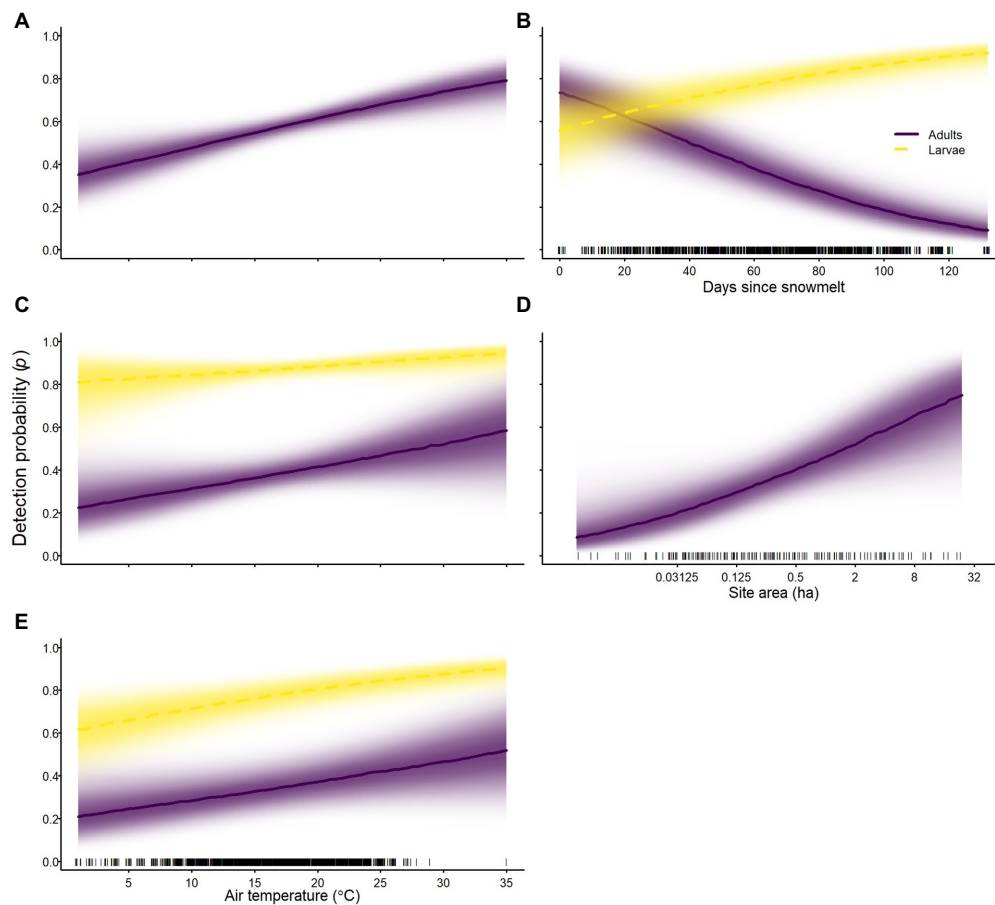 A
1.0
0.8
0.6
0.4
0.2
0.0
B
Adults
Larvae
0 20 40 60 80 100 120
Days since snowmelt
C
Detection probability (p)
1.0
0.8
0.6
0.4
0.2
0.0
D
0.03125 0.125 0.5 2 8 32
Site area (ha)
E
1.0
0.8
0.6
0.4
0.2
0.0
5 10 15 20 25 30 35
Air temperature (°C)